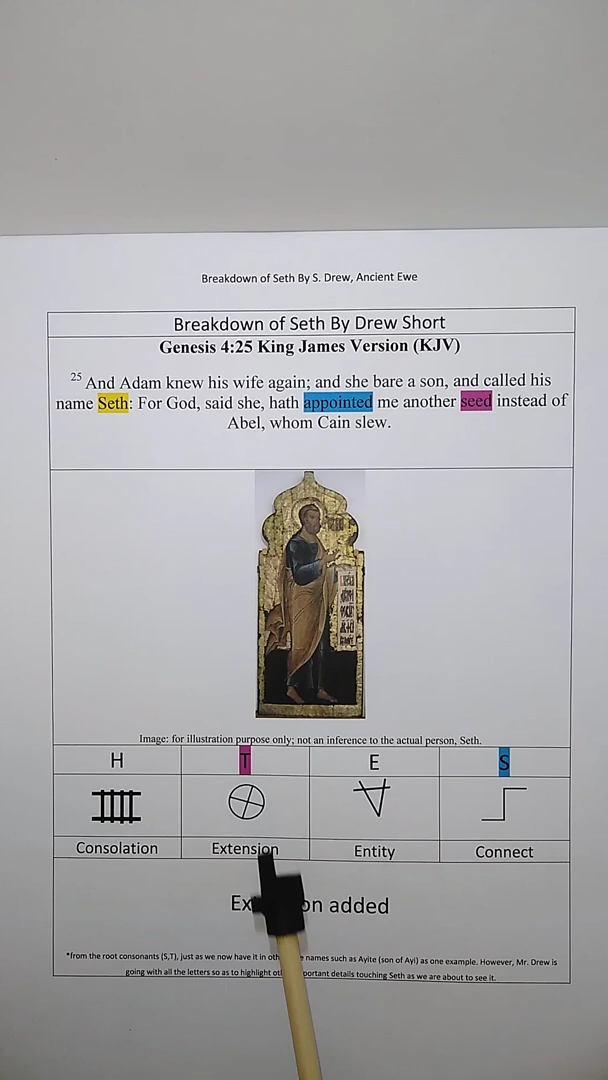 Breakdown of Seth By S. Drew, Ancient Ewe
Breakdown of Seth By Drew Short
Genesis 4:25 King James Version (KJV)
25 And Adam knew his wife again; and she bare a son, and called his
name Seth: For God, said she, hath appointed me another seed instead of
Abel, whom Cain slew.
Image: for illustration purpose only; not an inference to the actual person, Seth.
H T E S
Consolation Extension Entity Connect
added
*from the root consonants (S,T), just as we now have it in names such as Ayite (son of Ayi) as one example. However, Mr. Drew is
going with all the letters so as to highlight details touching Seth as we are about to see it.